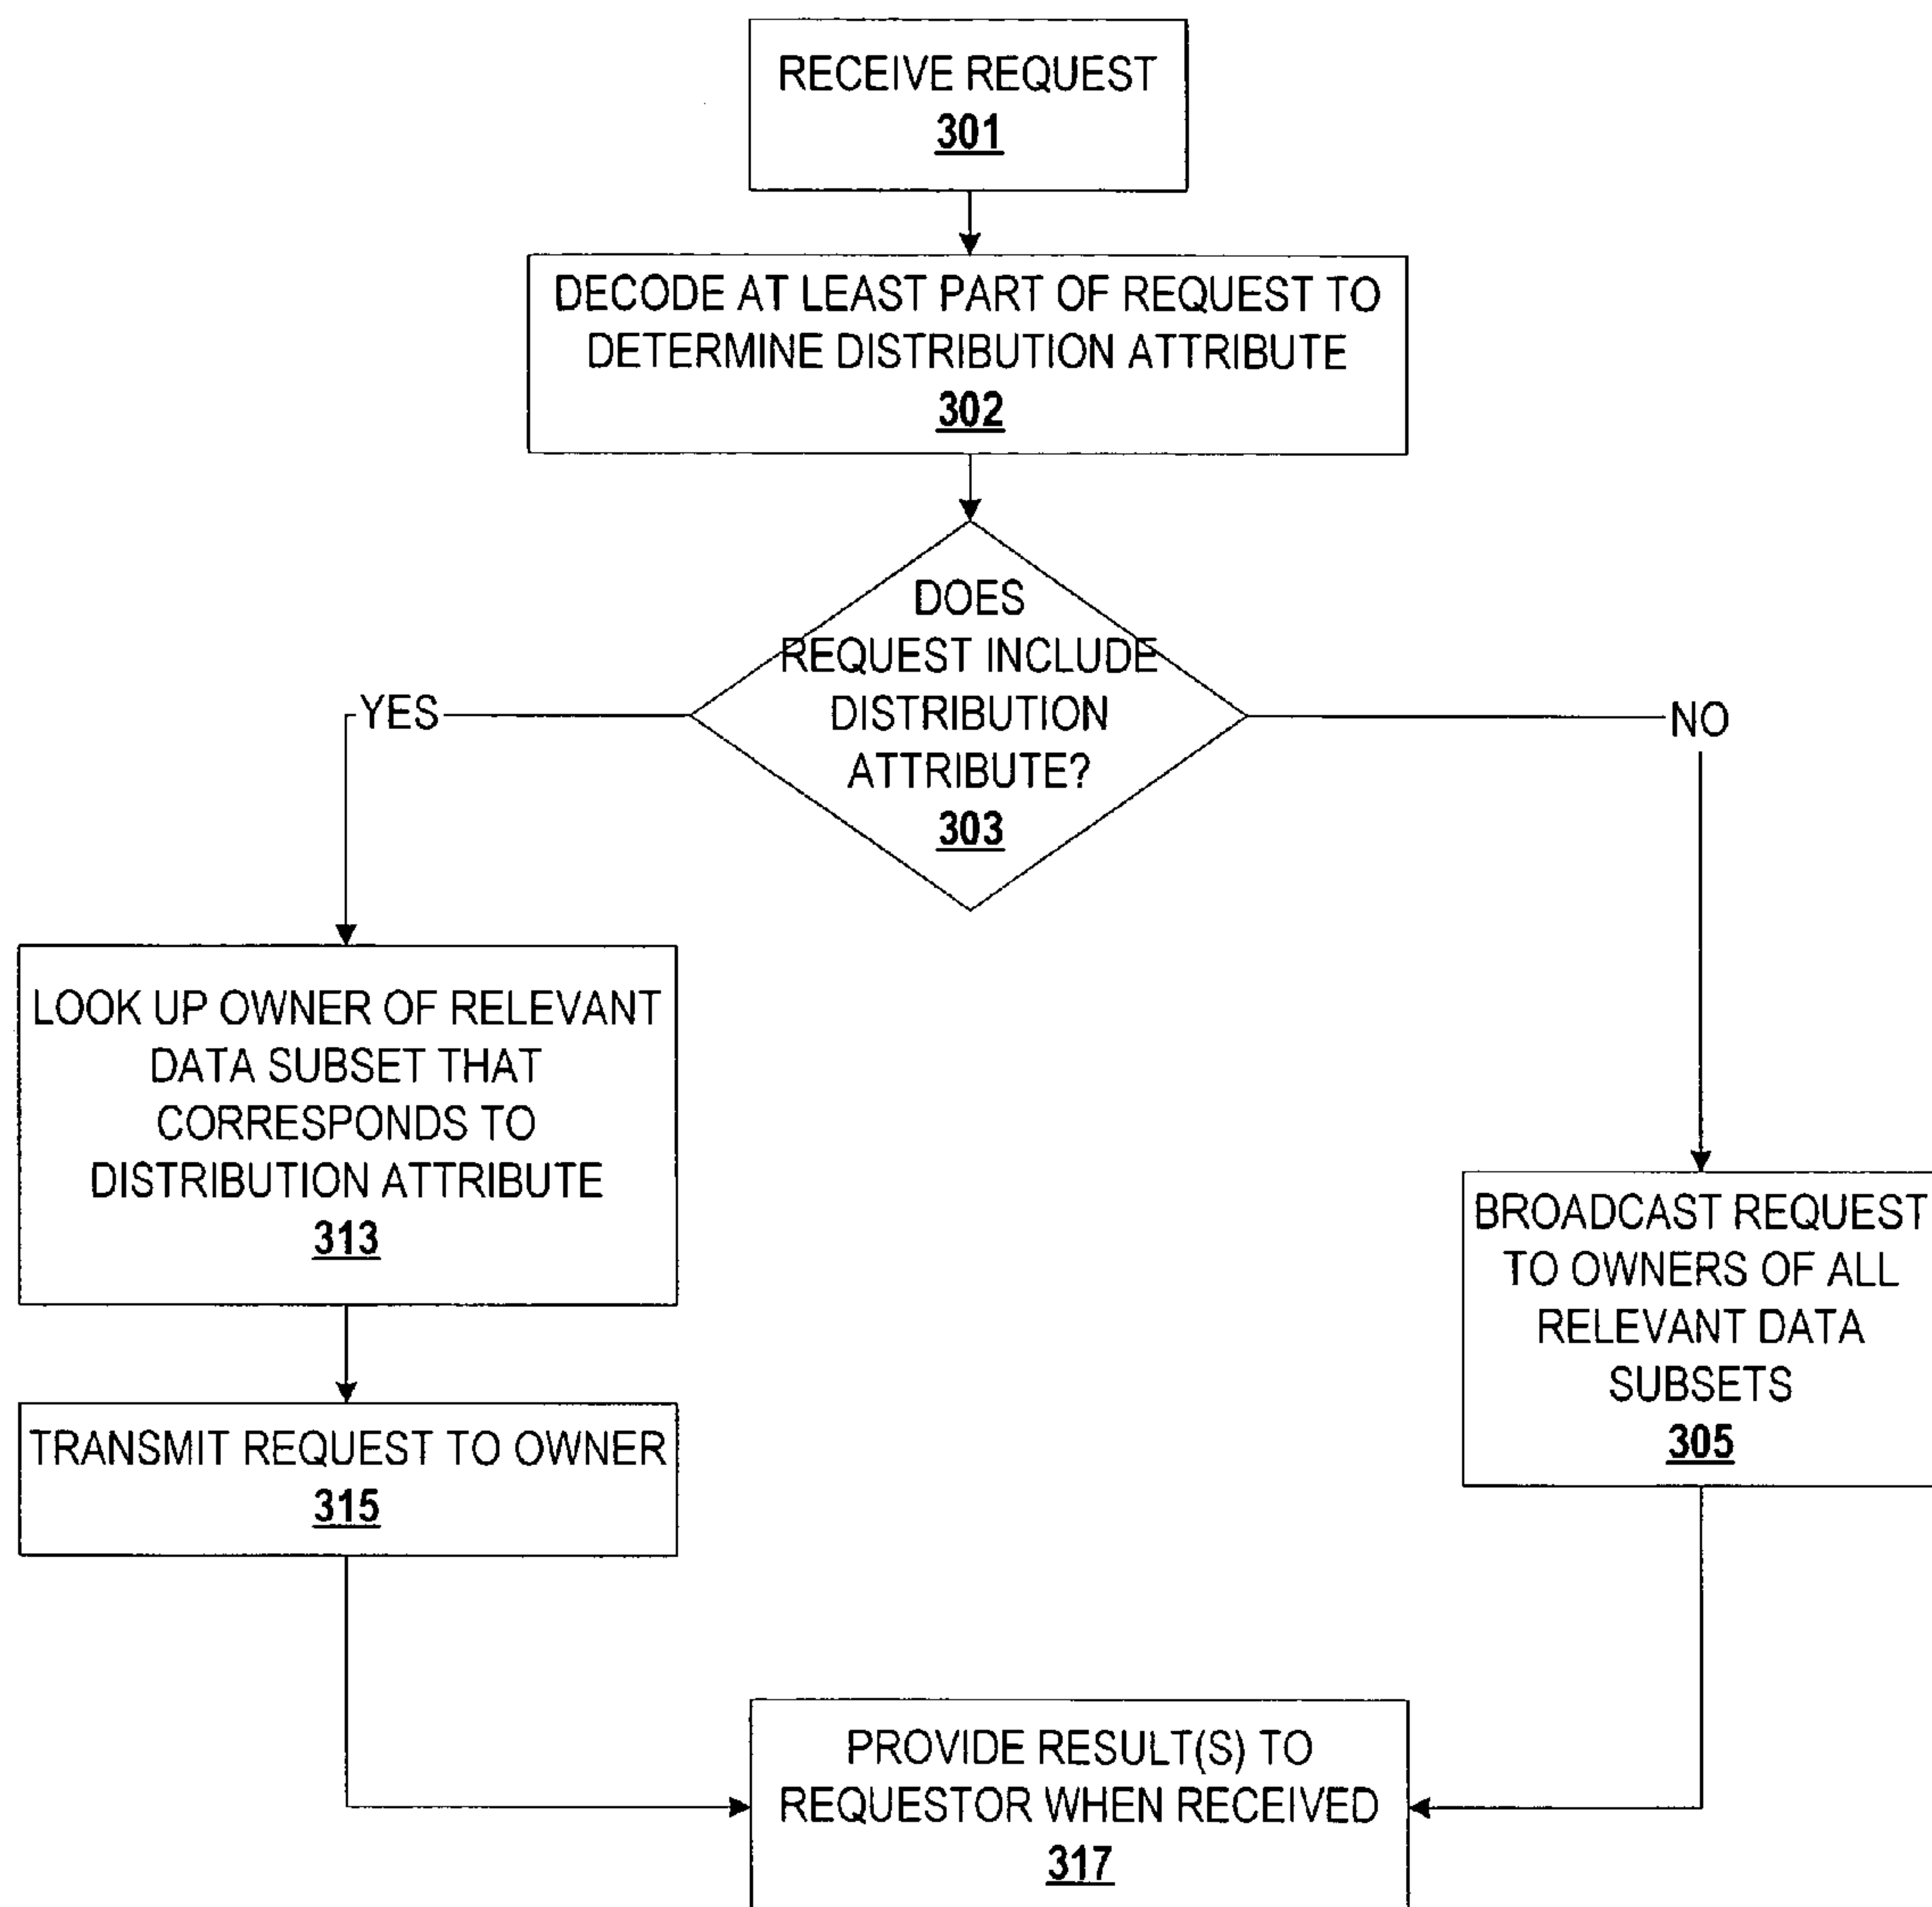 RECEIVE REQUEST
301
DECODE AT LEAST PART OF REQUEST TO
DETERMINE DISTRIBUTION ATTRIBUTE
302
DOES
REQUEST INCLUDE
DISTRIBUTION
ATTRIBUTE?
303
YES
NO
LOOK UP OWNER OF RELEVANT
DATA SUBSET THAT
CORRESPONDS TO
DISTRIBUTION ATTRIBUTE
313
BROADCAST REQUEST
TO OWNERS OF ALL
RELEVANT DATA
SUBSETS
305
TRANSMIT REQUEST TO OWNER
315
PROVIDE RESULT(S) TO
REQUESTOR WHEN RECEIVED
317